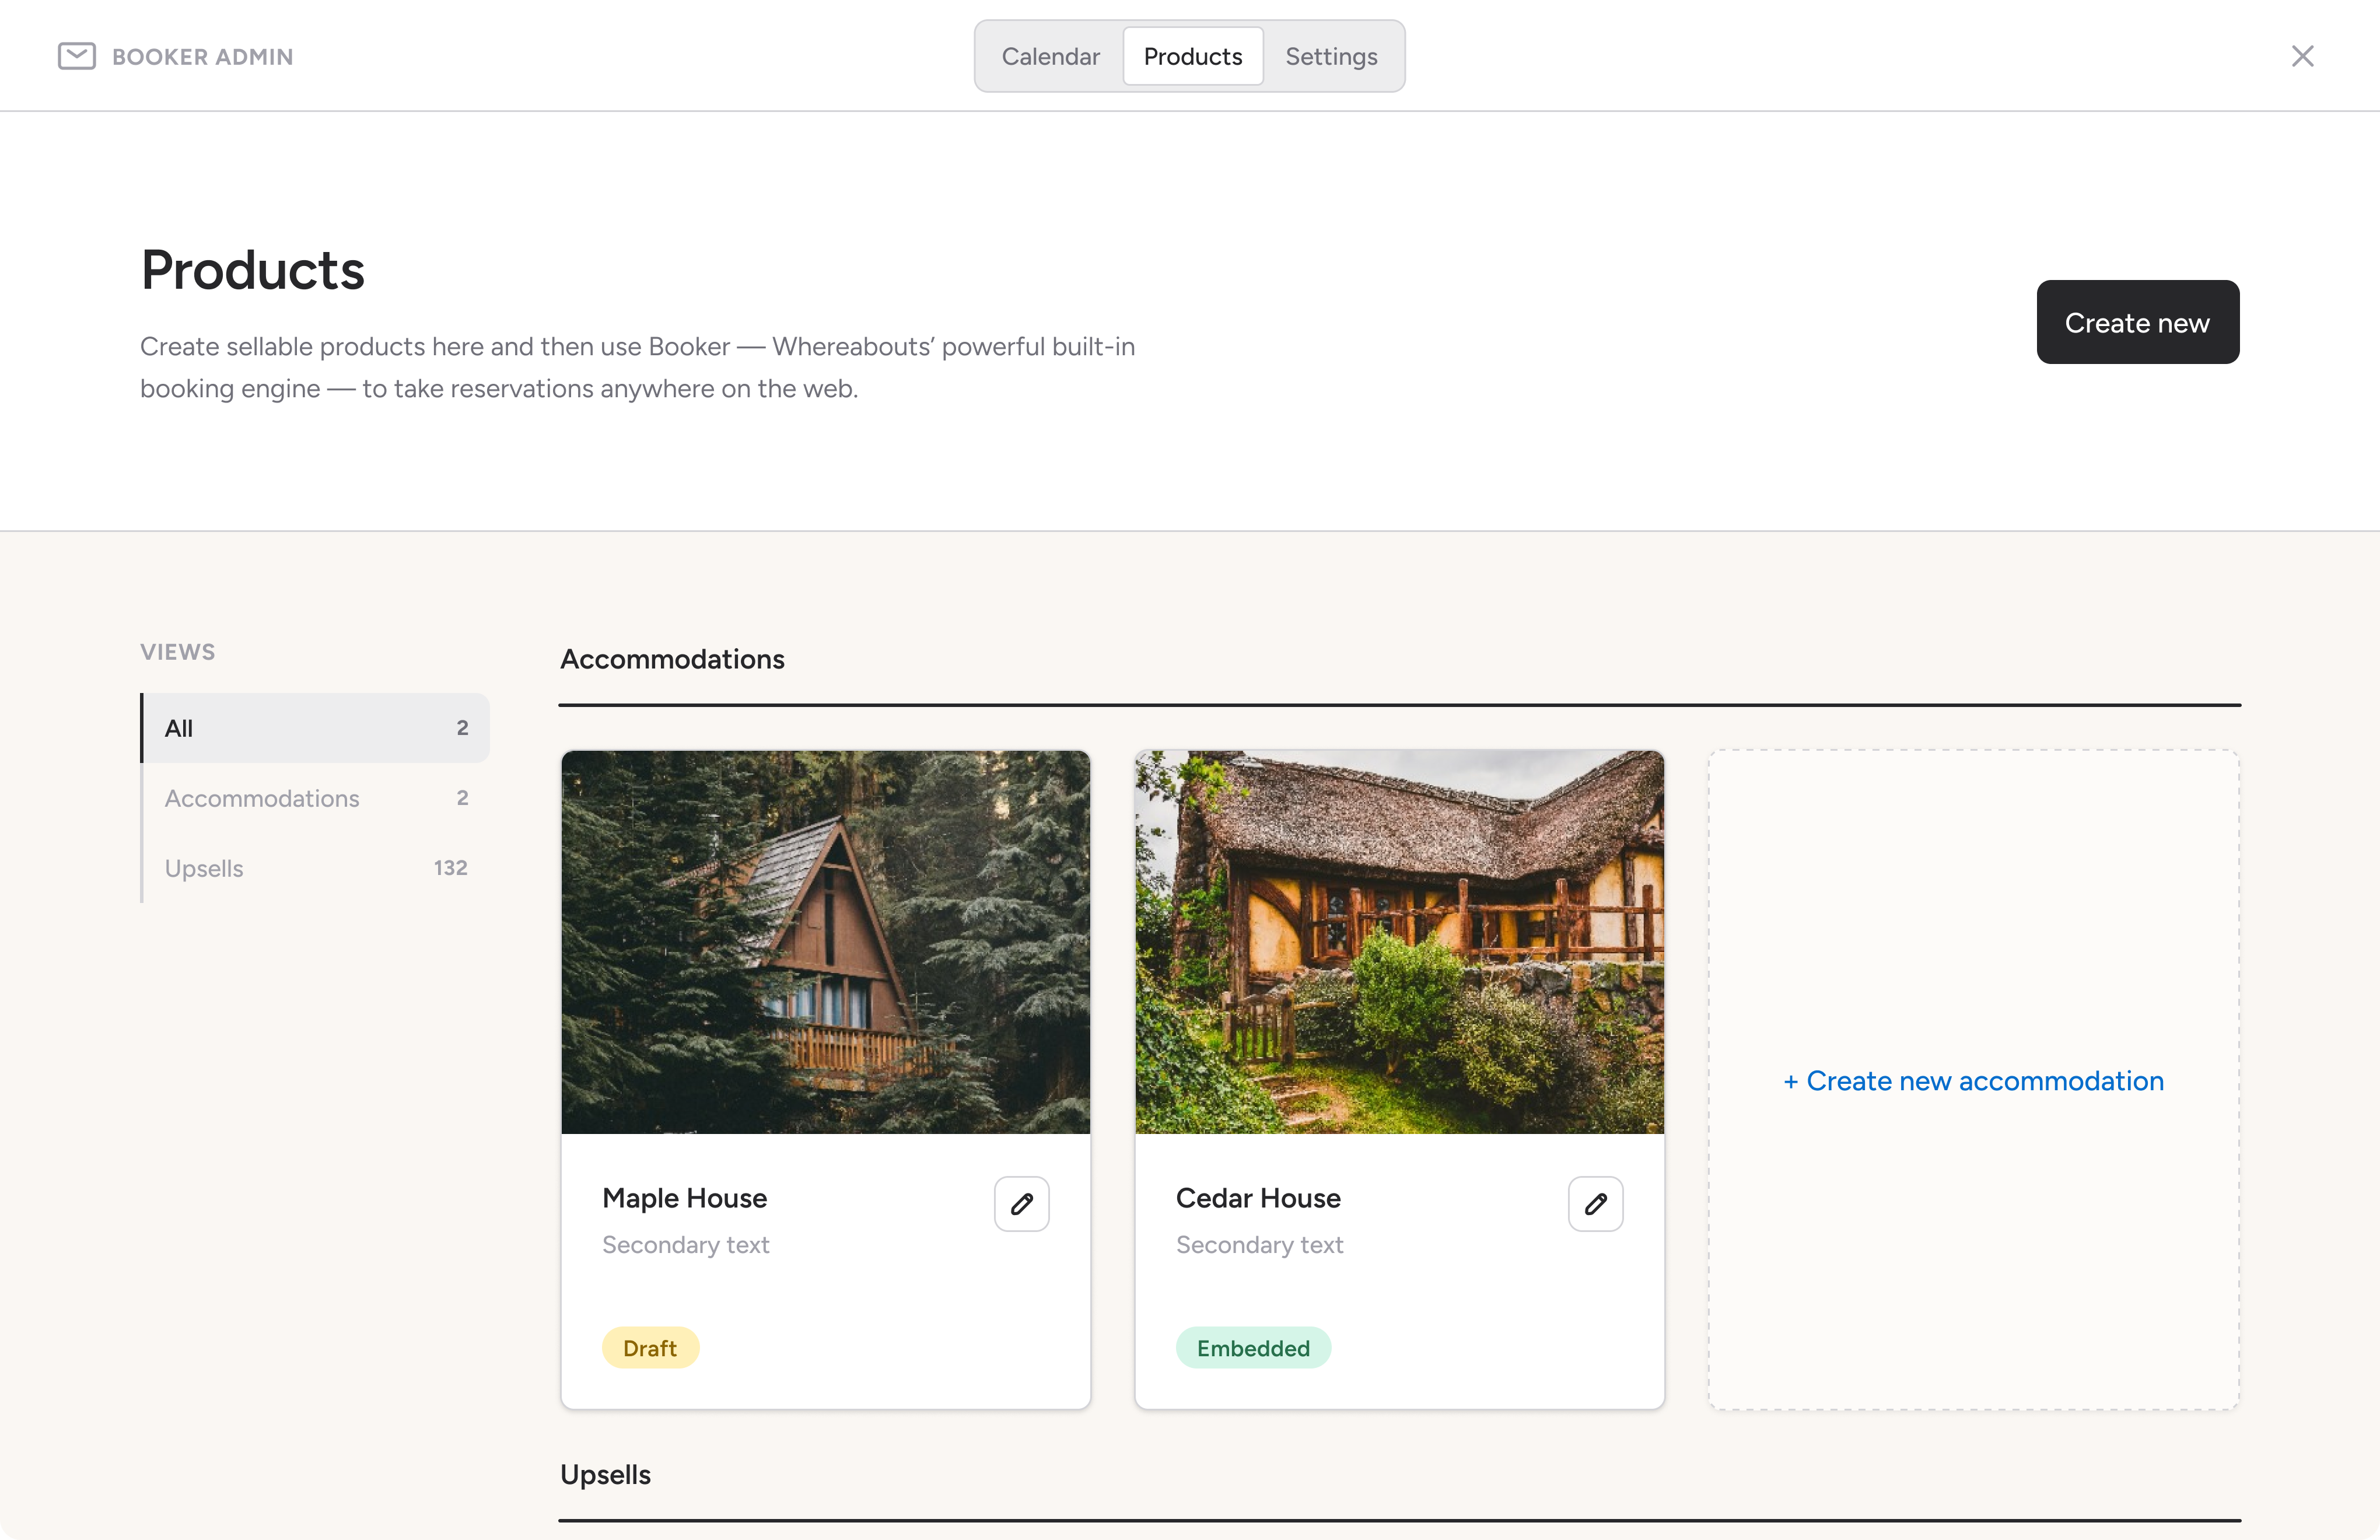 BOOKER ADMIN
Calendar
Products
Settings
Products
Create sellable products here and then use Booker — Whereabouts’ powerful built-in
booking engine — to take reservations anywhere on the web.
Create new
VIEWS
All 2
Accommodations 2
Upsells 132
Accommodations
Maple House
Secondary text
Draft
Cedar House
Secondary text
Embedded
+ Create new accommodation
Upsells